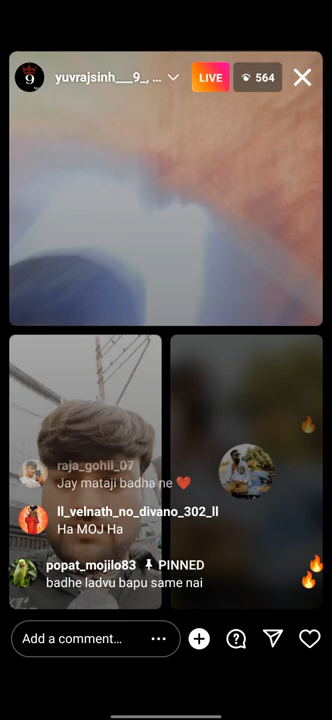 9
yuvrajsinh___9_, ...
LIVE
564
raja_gohil_07
Jay mataji badha ne ❤️
ll_velnath_no_divano_302_ll
Ha MOJ Ha
popat_mojilo83 PINNED
badhe ladvu bapu same nai
Add a comment...